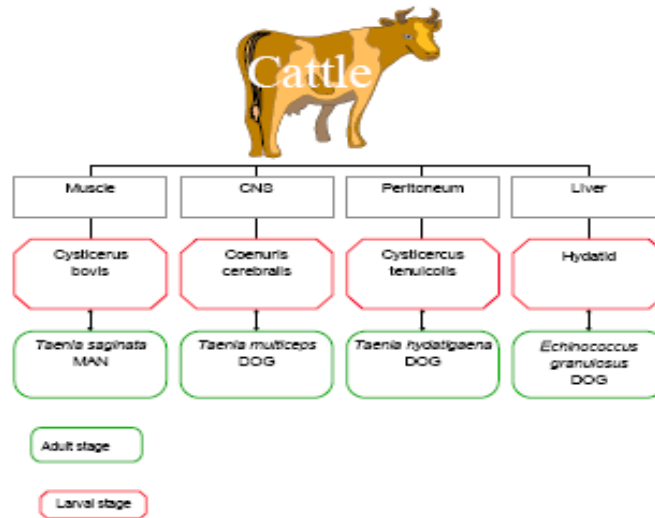 Cattle
Muscle
CNS
Peritoneum
Liver
Cysticerus
bovis
Coenuris
cerebralis
Cysticercus
tenuicolis
Hydatid
Taenia saginata
MAN
Taenia multiceps
DOG
Taenia hydatigaena
DOG
Echinococcus
granulosus
DOG
Adult stage
Larval stage